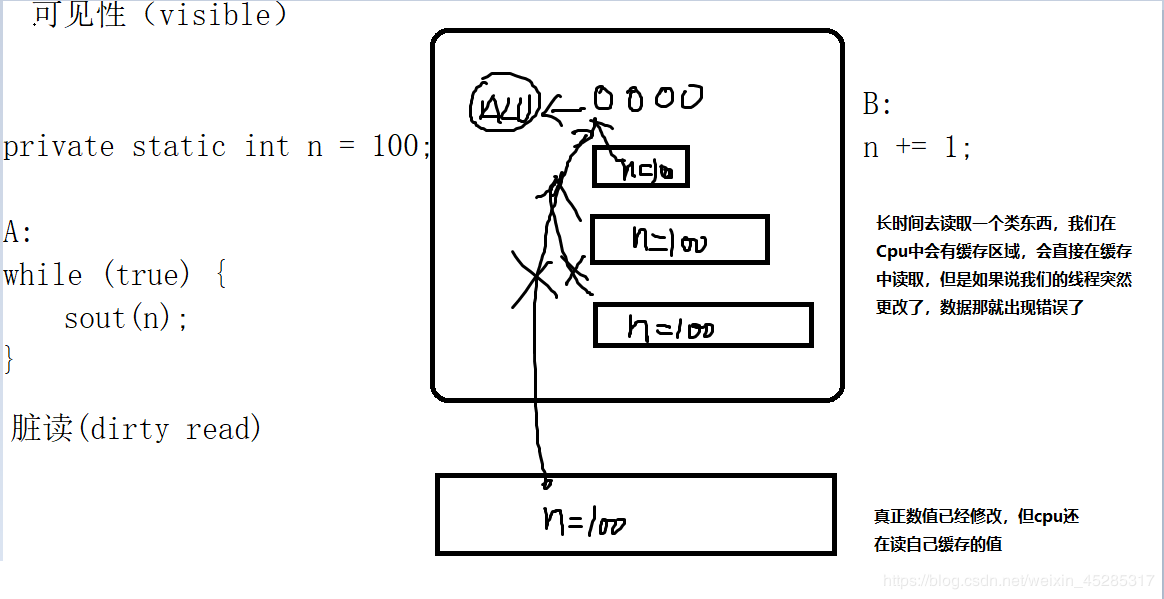 可见性（visible）
private static int n = 100;
A:
while (true) {
sout(n);
}
脏读(dirty read)
ALU
0 0 0 0
n=100
n=100
n=100
B:
n += 1;
长时间去读取一个类东西，我们在
Cpu中会有缓存区域，会直接在缓存
中读取，但是如果说我们的线程突然
更改了，数据那就出现错误了
真正数值已经修改，但cpu还
在读自己缓存的值
https://blog.csdn.net/weixin_45285317